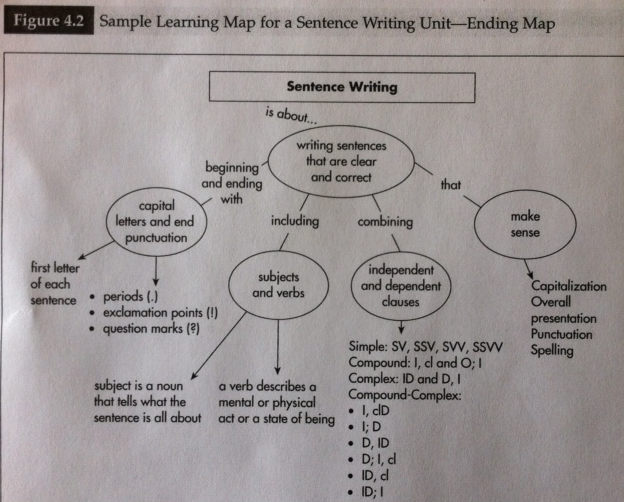 Figure 4.2 Sample Learning Map for a Sentence Writing Unit—Ending Map
Sentence Writing
is about...
writing sentences
that are clear
and correct
beginning
and ending
with
capital
letters and end
punctuation
first letter
of each
sentence
• periods (.)
• exclamation points (!)
• question marks (?)
including
subjects
and verbs
subject is a noun
that tells what the
sentence is all about
a verb describes a
mental or physical
act or a state of being
combining
independent
and dependent
clauses
Simple: SV, SSV, SVV, SSVV
Compound: I, cl and O; I
Complex: ID and D, I
Compound-Complex:
• I, clD
• I; D
• D, ID
• D; I, cl
• ID, cl
• ID; I
that
make
sense
Capitalization
Overall
presentation
Punctuation
Spelling